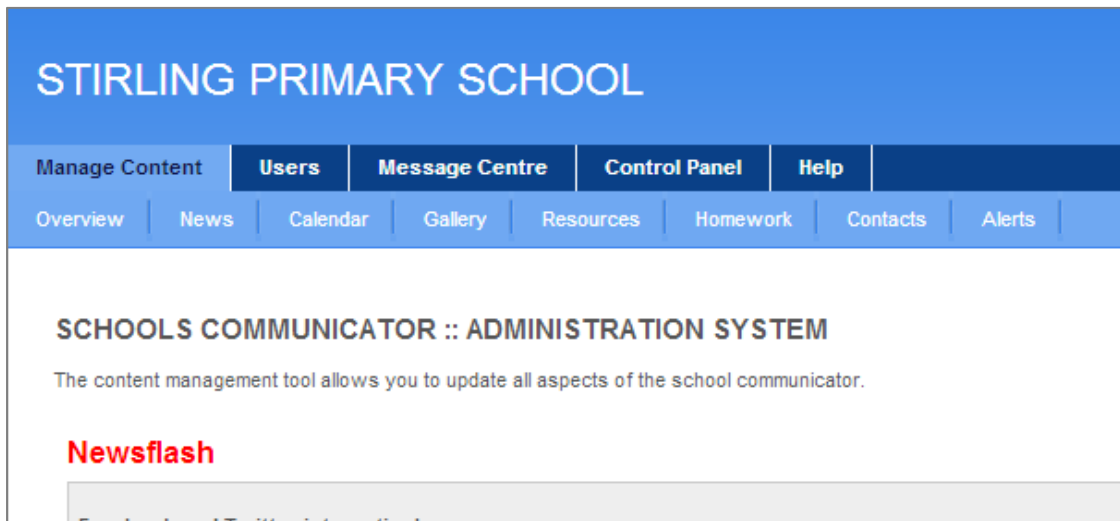 STIRLING PRIMARY SCHOOL
Manage Content Users Message Centre Control Panel Help
Overview News Calendar Gallery Resources Homework Contacts Alerts
SCHOOLS COMMUNICATOR :: ADMINISTRATION SYSTEM
The content management tool allows you to update all aspects of the school communicator.
Newsflash